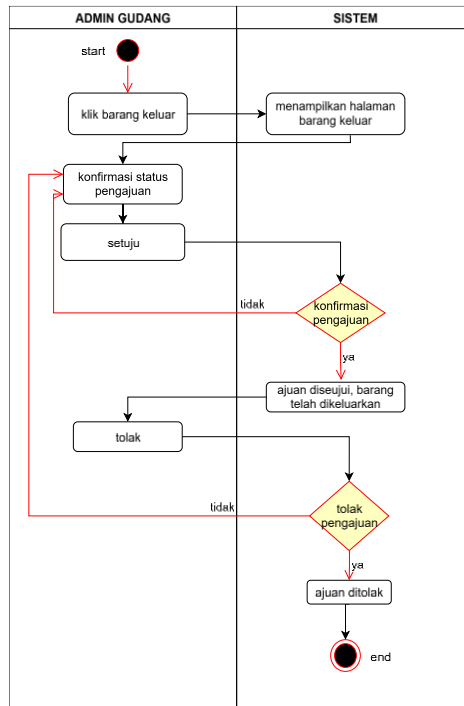 ADMIN GUDANG
SISTEM
start
klik barang keluar
menampilkan halaman
barang keluar
konfirmasi status
pengajuan
setuju
konfirmasi
pengajuan
tidak
ya
ajuan diseujui, barang
telah dikeluarkan
tolak
tolak
pengajuan
tidak
ya
ajuan ditolak
end